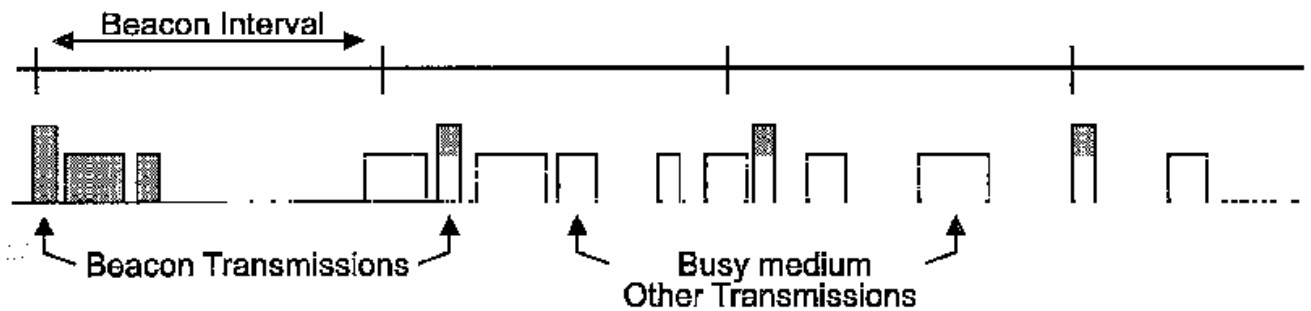 Beacon Interval
Beacon Transmissions
Busy medium
Other Transmissions